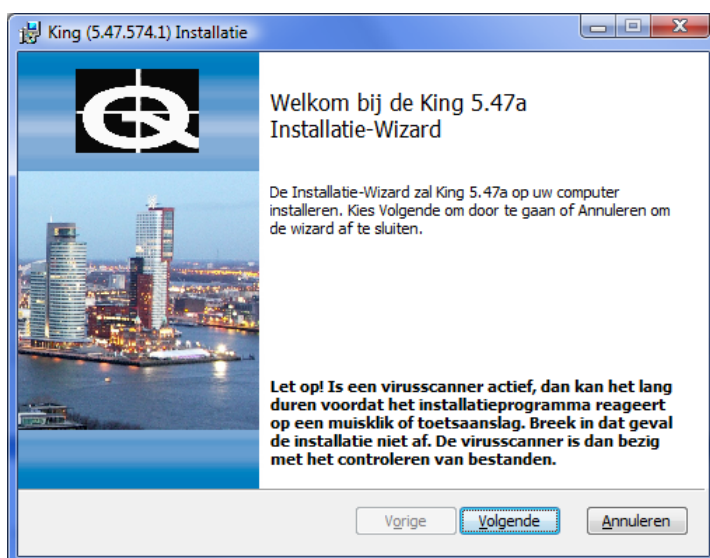 King (5.47.574.1) Installatie
Welkom bij de King 5.47a
Installatie-Wizard
De Installatie-Wizard zal King 5.47a op uw computer
installeren. Kies Volgende om door te gaan of Annuleren om
de wizard af te sluiten.
Let op! Is een virusscanner actief, dan kan het lang
duren voordat het installatieprogramma reageert
op een muisklik of toetsaanslag. Breek in dat geval
de installatie niet af. De virusscanner is dan bezig
met het controleren van bestanden.
Vorige
Volgende
Annuleren